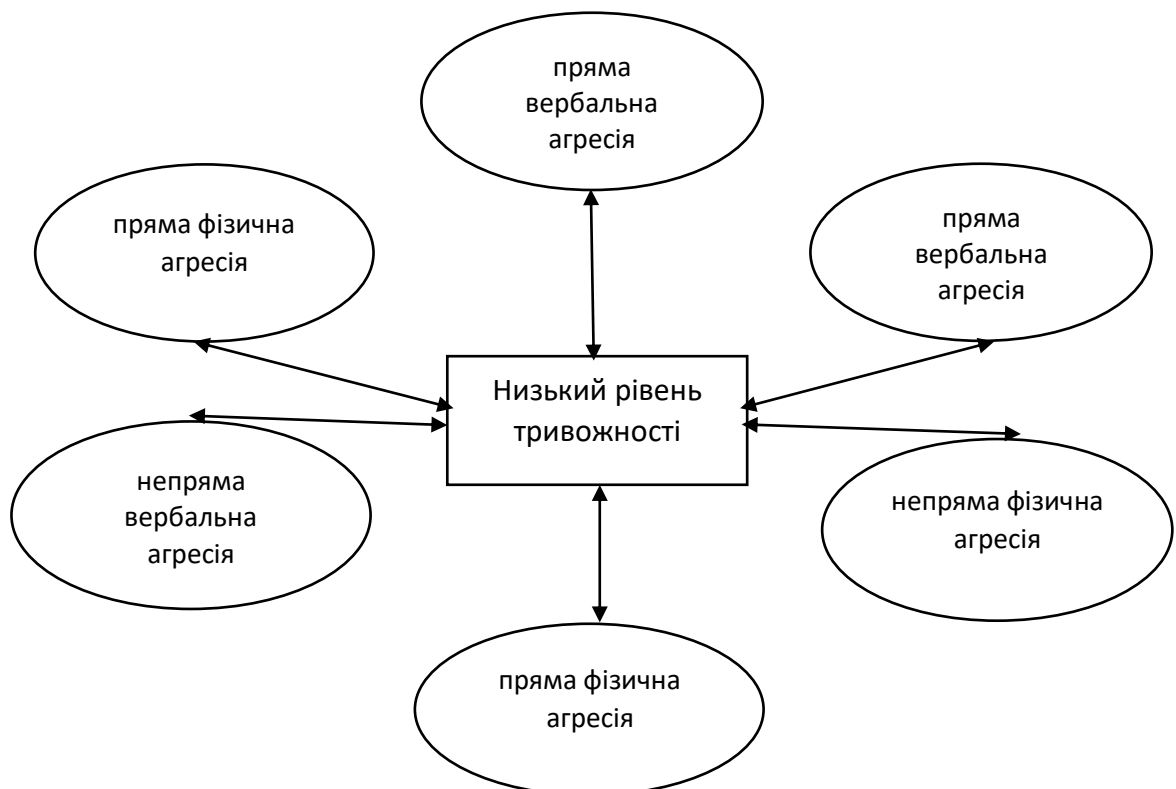 пряма
вербальна
агресія
пряма фізична
агресія
пряма
вербальна
агресія
Низький рівень
тривожності
непряма
вербальна
агресія
непряма фізична
агресія
пряма фізична
агресія